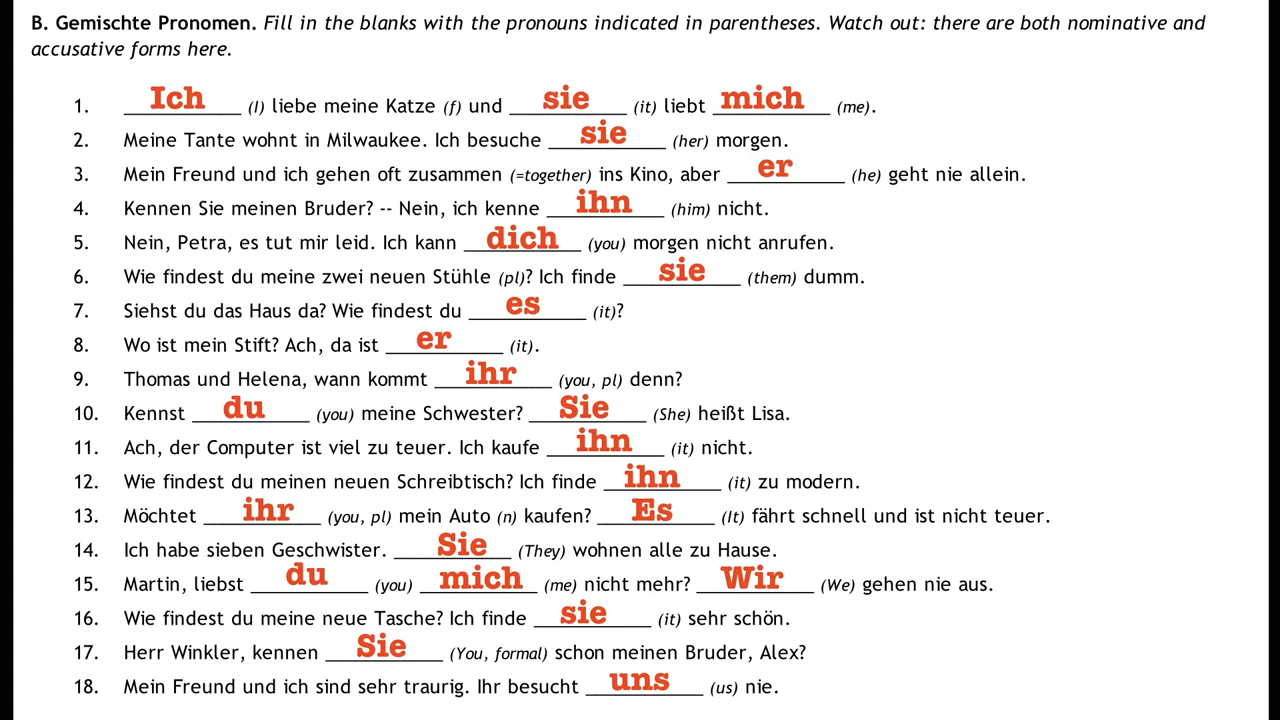 B. Gemischte Pronomen. Fill in the blanks with the pronouns indicated in parentheses. Watch out: there are both nominative and
accusative forms here.
1. Ich (I) liebe meine Katze (f) und sie (it) liebt mich (me).
2. Meine Tante wohnt in Milwaukee. Ich besuche sie (her) morgen.
3. Mein Freund und ich gehen oft zusammen (=together) ins Kino, aber er (he) geht nie allein.
4. Kennen Sie meinen Bruder? -- Nein, ich kenne ihn (him) nicht.
5. Nein, Petra, es tut mir leid. Ich kann dich (you) morgen nicht anrufen.
6. Wie findest du meine zwei neuen Stühle (pl)? Ich finde sie (them) dumm.
7. Siehst du das Haus da? Wie findest du es (it)?
8. Wo ist mein Stift? Ach, da ist er (it).
9. Thomas und Helena, wann kommt ihr (you, pl) denn?
10. Kennst du (you) meine Schwester? Sie (She) heißt Lisa.
11. Ach, der Computer ist viel zu teuer. Ich kaufe ihn (it) nicht.
12. Wie findest du meinen neuen Schreibtisch? Ich finde ihn (it) zu modern.
13. Möchtet ihr (you, pl) mein Auto (n) kaufen? Es (It) fährt schnell und ist nicht teuer.
14. Ich habe sieben Geschwister. Sie (They) wohnen alle zu Hause.
15. Martin, liebst du (you) mich (me) nicht mehr? Wir (We) gehen nie aus.
16. Wie findest du meine neue Tasche? Ich finde sie (it) sehr schön.
17. Herr Winkler, kennen Sie (You, formal) schon meinen Bruder, Alex?
18. Mein Freund und ich sind sehr traurig. Ihr besucht uns (us) nie.